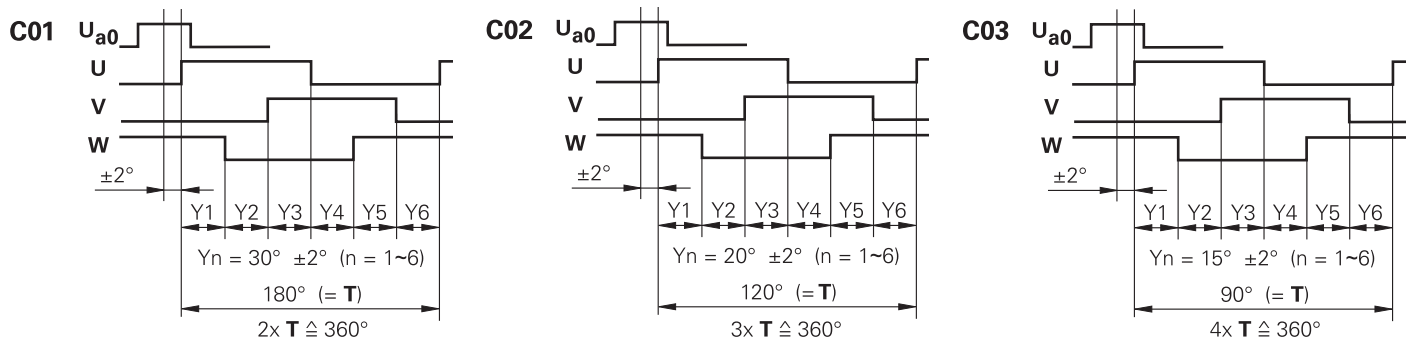 C01 Ua0
U
V
W
±2°
Y1 Y2 Y3 Y4 Y5 Y6
Yn = 30° ±2° (n = 1~6)
180° (= T)
2x T ≙ 360°
C02 Ua0
U
V
W
±2°
Y1 Y2 Y3 Y4 Y5 Y6
Yn = 20° ±2° (n = 1~6)
120° (= T)
3x T ≙ 360°
C03 Ua0
U
V
W
±2°
Y1 Y2 Y3 Y4 Y5 Y6
Yn = 15° ±2° (n = 1~6)
90° (= T)
4x T ≙ 360°